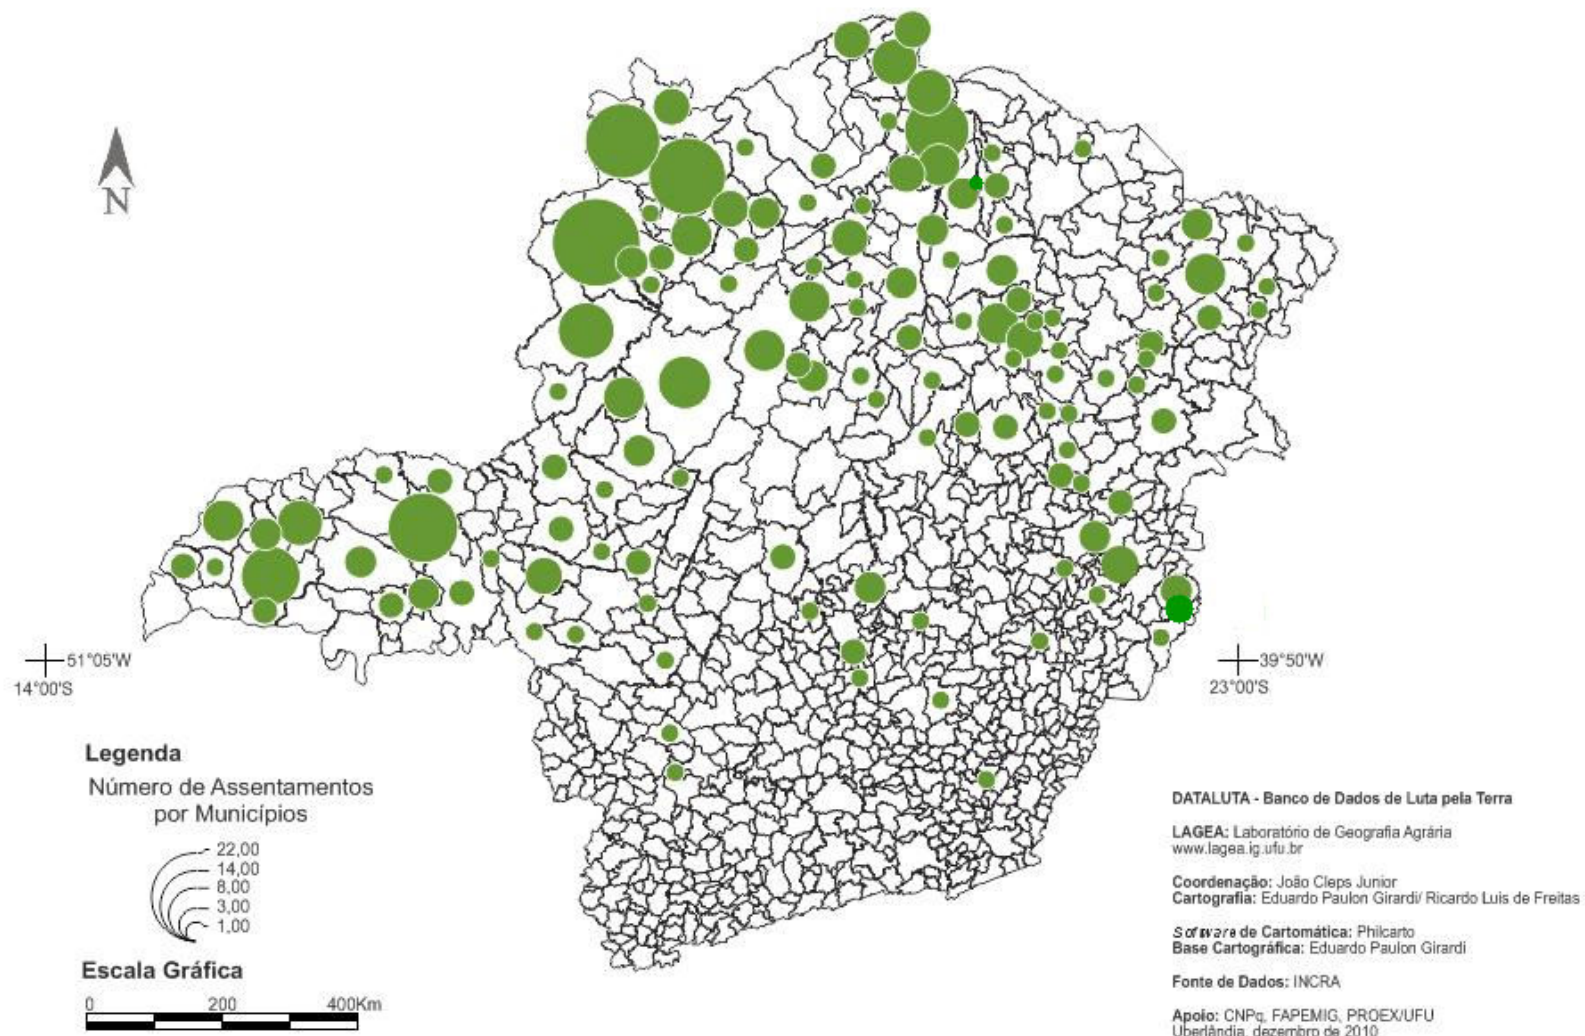 N
51°05'W
14°00'S
39°50'W
23°00'S
Legenda
Número de Assentamentos
por Municípios
22,00
14,00
8,00
3,00
1,00
Escala Gráfica
0 200 400Km
DATALUTA - Banco de Dados de Luta pela Terra
LAGEA: Laboratório de Geografia Agrária
www.lagea.ig.ufu.br
Coordenação: João Cleps Junior
Cartografia: Eduardo Paulon Girardi/ Ricardo Luis de Freitas
Software de Cartomática: Philcarto
Base Cartográfica: Eduardo Paulon Girardi
Fonte de Dados: INCRA
Apoio: CNPq, FAPEMIG, PROEX/UFU
Uberlândia, dezembro de 2010